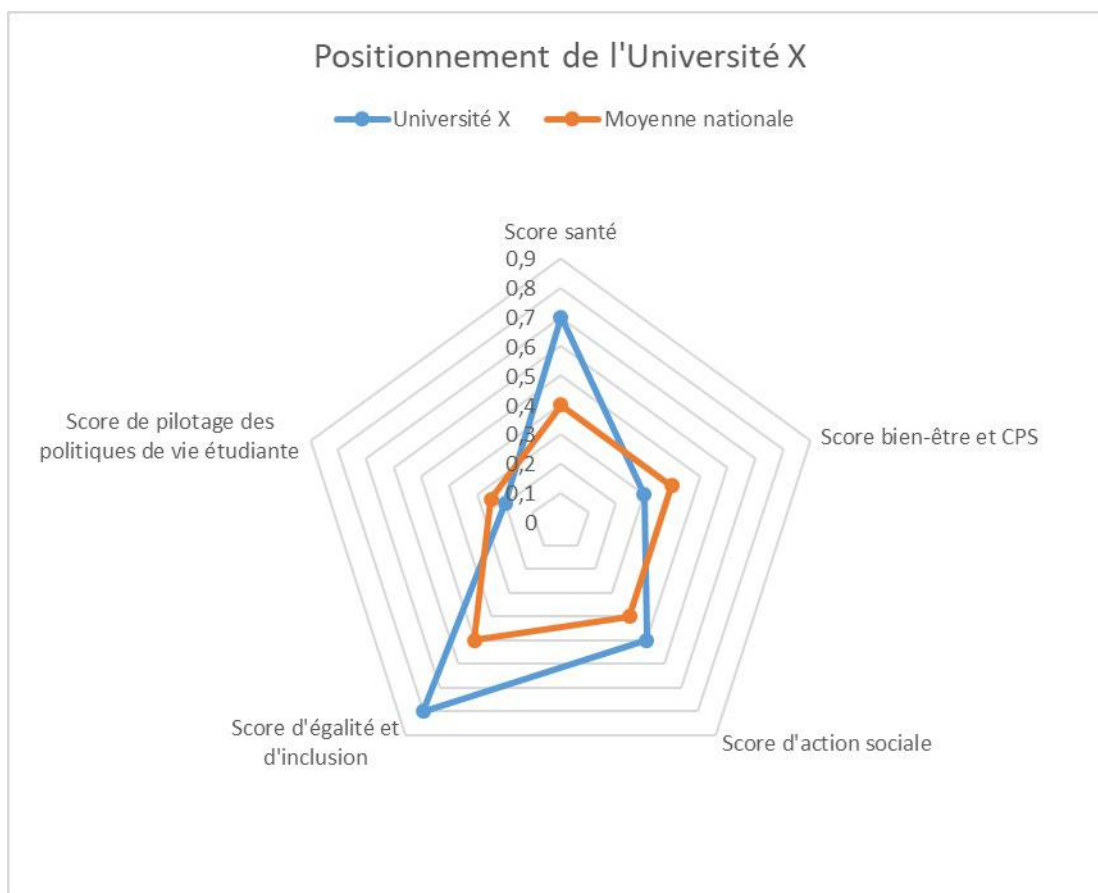 Positionnement de l'Université X
Université X
Moyenne nationale
Score santé
0,9
0,8
0,7
0,6
0,5
0,4
0,3
0,2
0,1
0
Score bien-être et CPS
Score d'action sociale
Score d'égalité et
d'inclusion
Score de pilotage des
politiques de vie étudiante